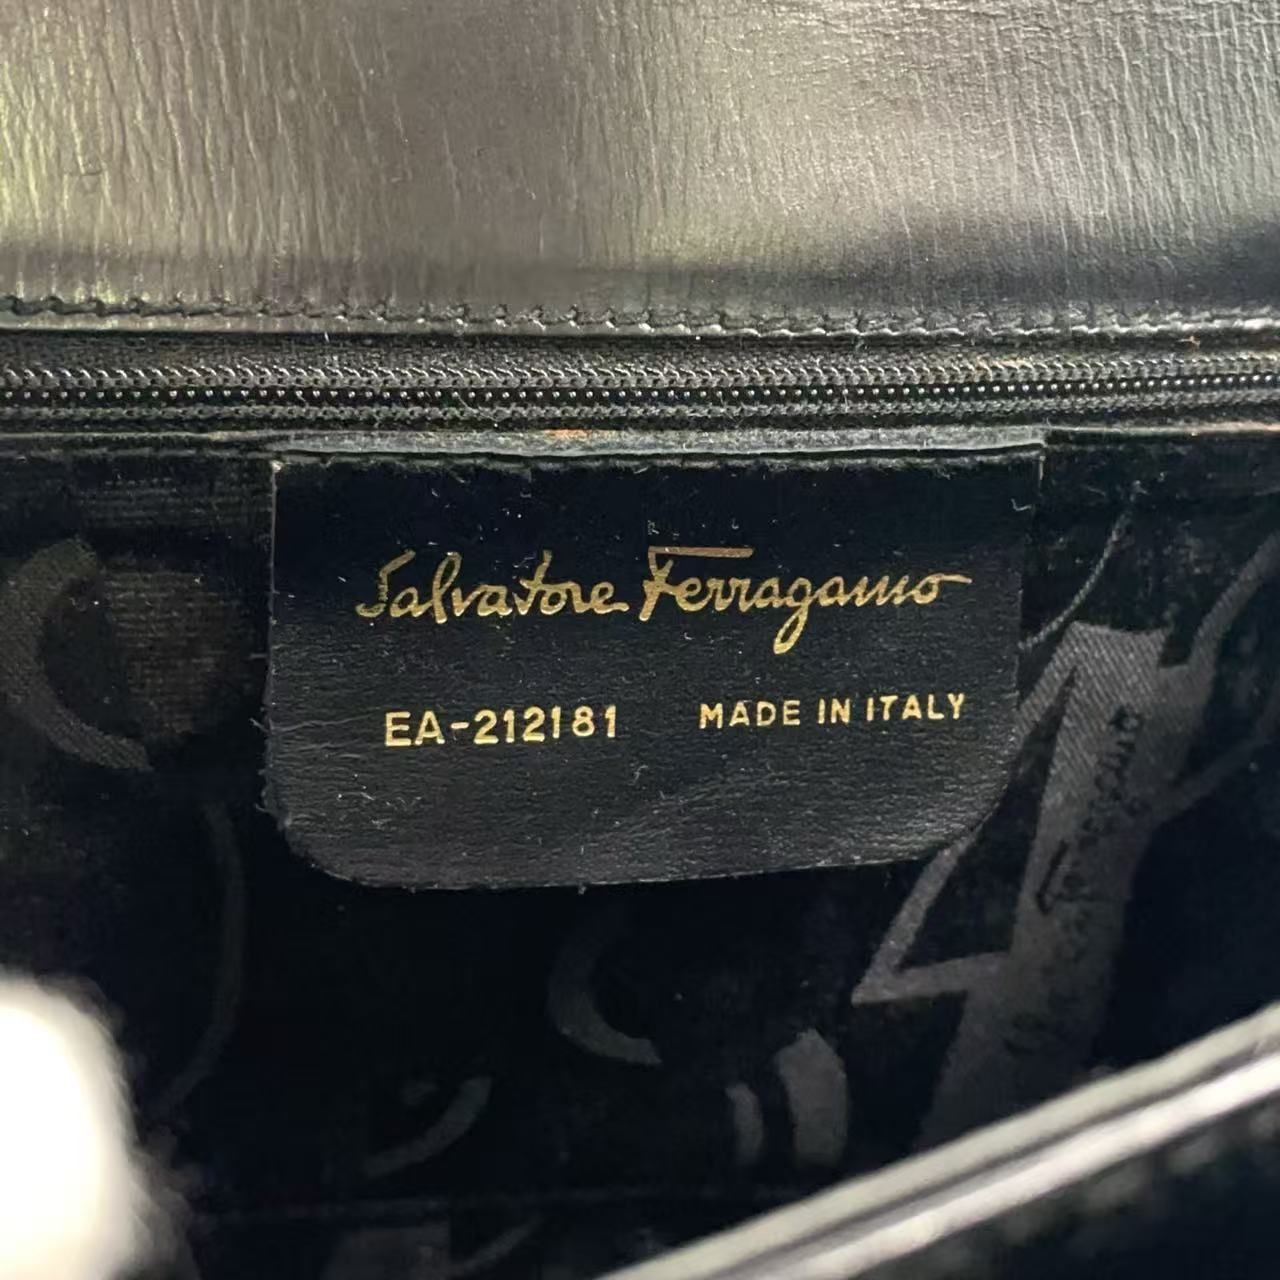 Salvatore Ferragamo
EA-212181 MADE IN ITALY